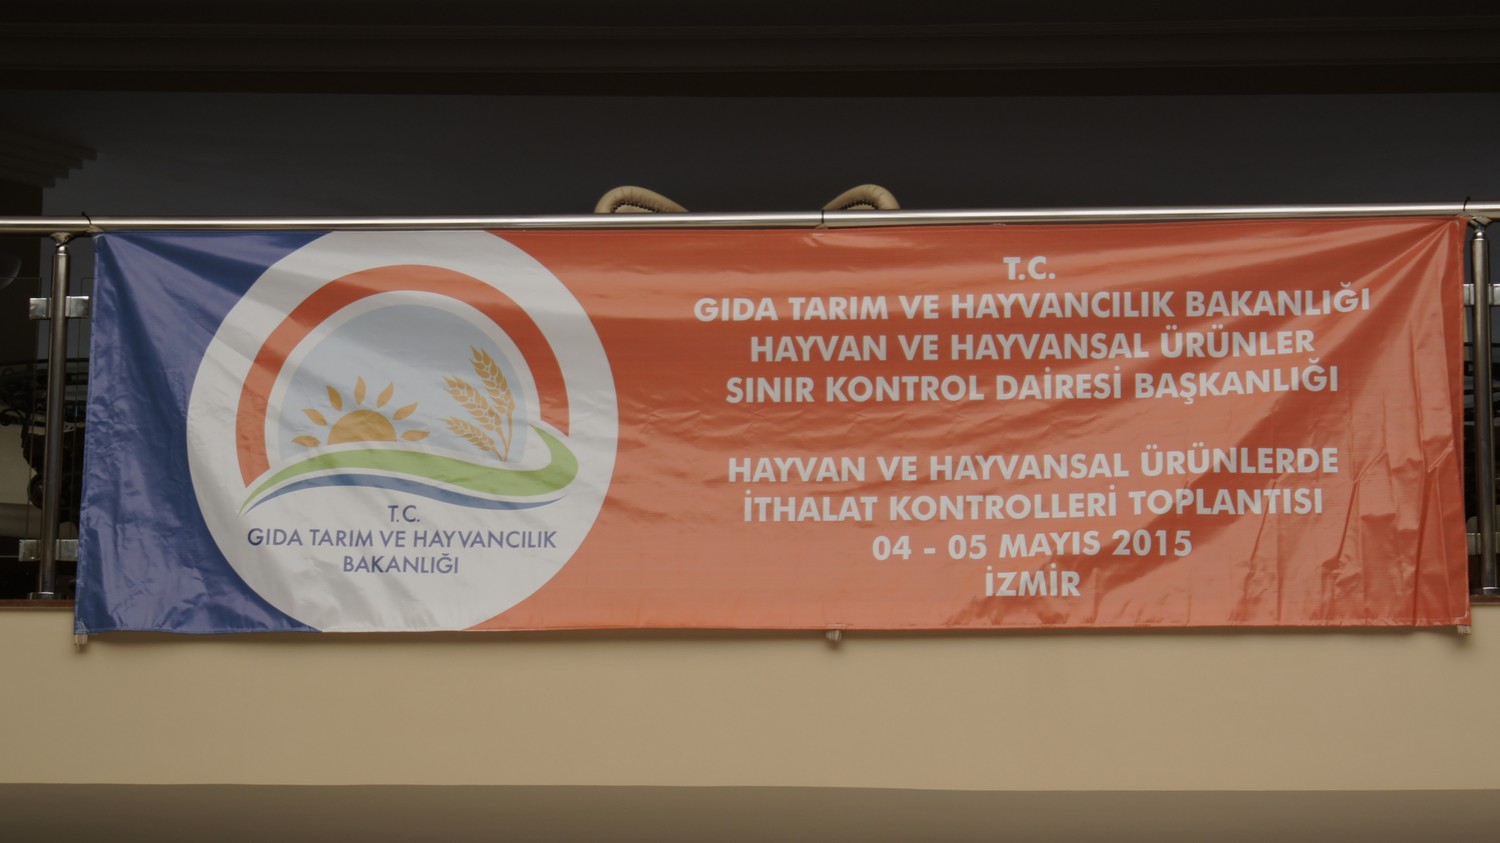 T.C.
GIDA TARIM VE HAYVANCILIK
BAKANLIĞI
T.C.
GIDA TARIM VE HAYVANCILIK BAKANLIĞI
HAYVAN VE HAYVANSAL ÜRÜNLER
SINIR KONTROL DAİRESİ BAŞKANLIĞI
HAYVAN VE HAYVANSAL ÜRÜNLERDE
İTHALAT KONTROLLERİ TOPLANTISI
04 - 05 MAYIS 2015
İZMİR